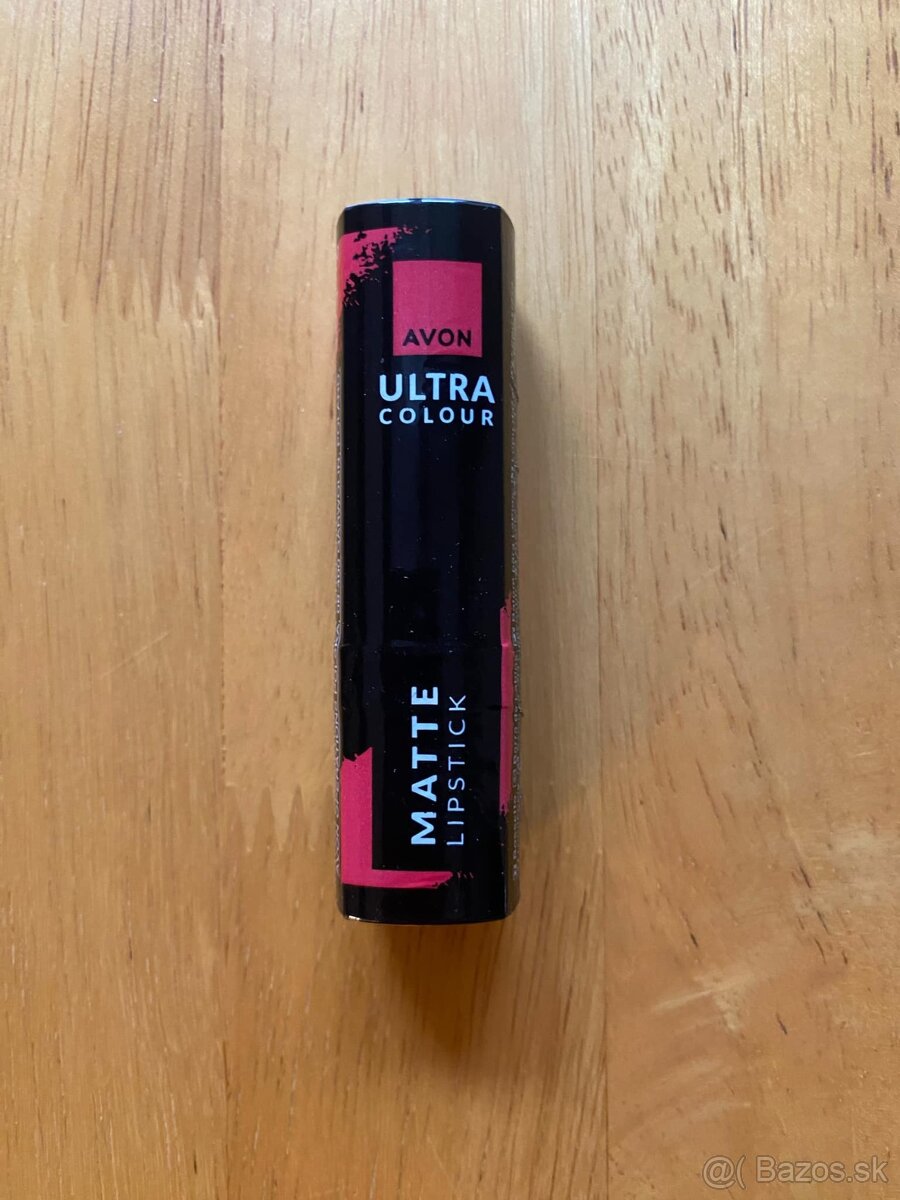 AVON
ULTRA
COLOUR
MATTE
LIPSTICK
@( Bazos.sk